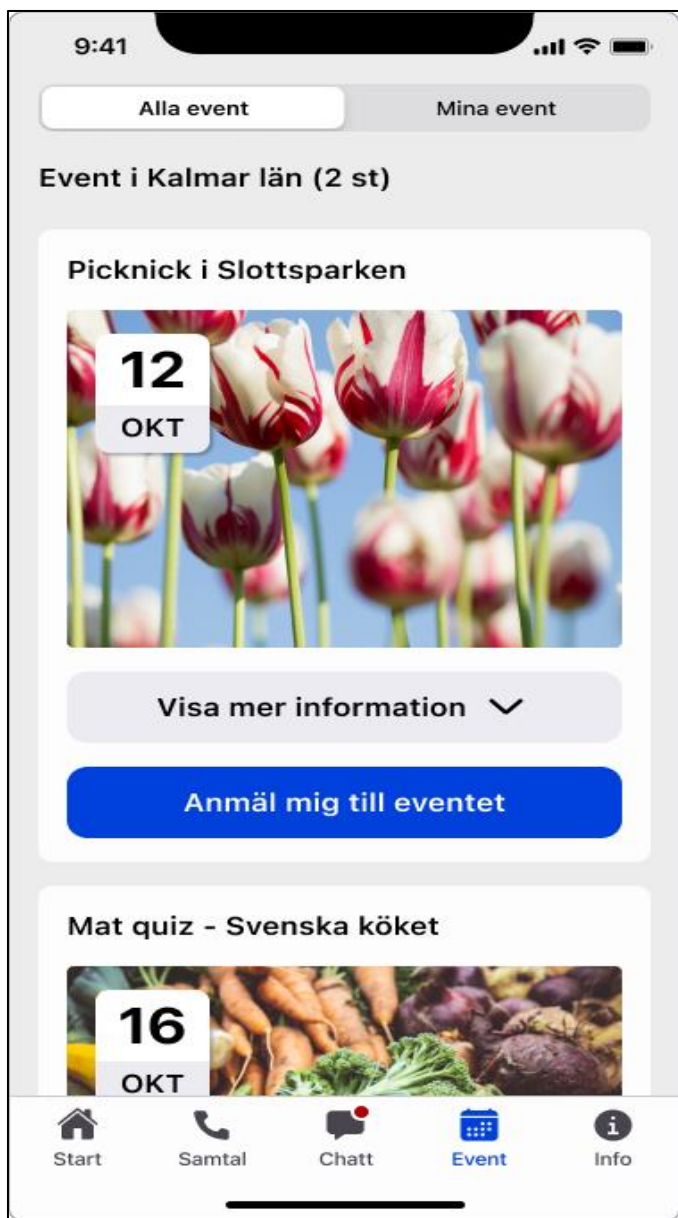 9:41
Alla event Mina event
Event i Kalmar län (2 st)
Picknick i Slottsparken
12
OKT
Visa mer information
Anmäl mig till eventet
Mat quiz - Svenska köket
16
OKT
Start Samtal Chatt Event Info